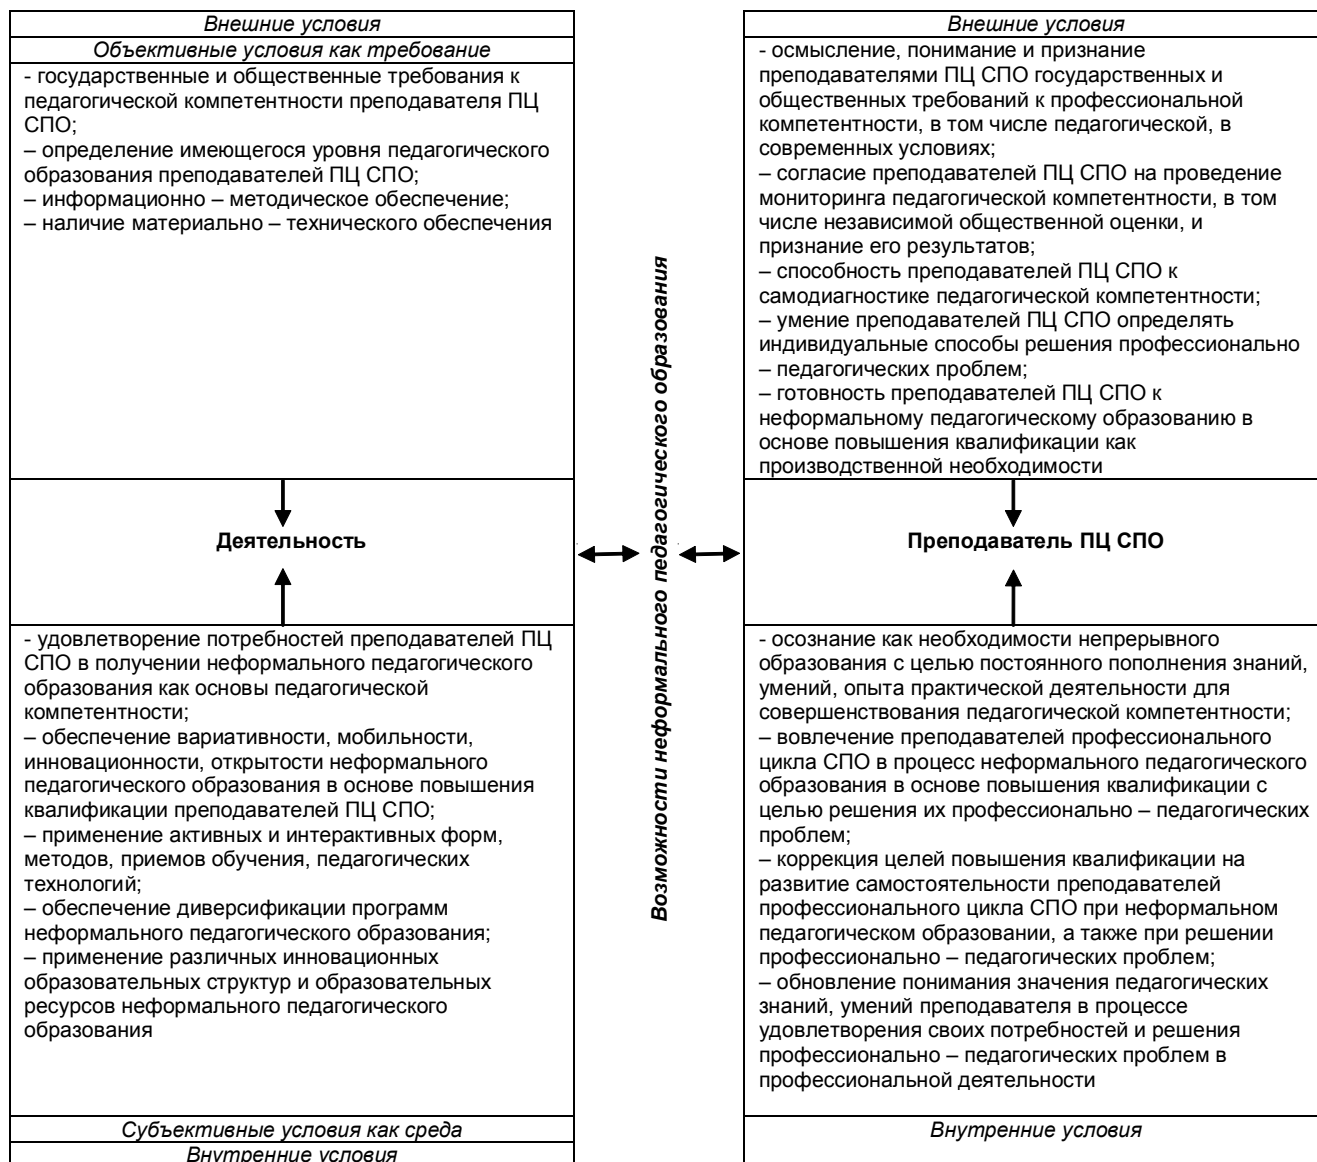 Внешние условия
Объективные условия как требование
- государственные и общественные требования к
педагогической компетентности преподавателя ПЦ
СПО;
– определение имеющегося уровня педагогического
образования преподавателей ПЦ СПО;
– информационно – методическое обеспечение;
– наличие материально – технического обеспечения
Деятельность
- удовлетворение потребностей преподавателей ПЦ
СПО в получении неформального педагогического
образования как основы педагогической
компетентности;
– обеспечение вариативности, мобильности,
инновационности, открытости неформального
педагогического образования в основе повышения
квалификации преподавателей ПЦ СПО;
– применение активных и интерактивных форм,
методов, приемов обучения, педагогических
технологий;
– обеспечение диверсификации программ
неформального педагогического образования;
– применение различных инновационных
образовательных структур и образовательных
ресурсов неформального педагогического
образования
Субъективные условия как среда
Внутренние условия
Возможности неформального педагогического образования
Внешние условия
- осмысление, понимание и признание
преподавателями ПЦ СПО государственных и
общественных требований к профессиональной
компетентности, в том числе педагогической, в
современных условиях;
– согласие преподавателей ПЦ СПО на проведение
мониторинга педагогической компетентности, в том
числе независимой общественной оценки, и
признание его результатов;
– способность преподавателей ПЦ СПО к
самодиагностике педагогической компетентности;
– умение преподавателей ПЦ СПО определять
индивидуальные способы решения профессионально
– педагогических проблем;
– готовность преподавателей ПЦ СПО к
неформальному педагогическому образованию в
основе повышения квалификации как
производственной необходимости
Преподаватель ПЦ СПО
- осознание как необходимости непрерывного
образования с целью постоянного пополнения знаний,
умений, опыта практической деятельности для
совершенствования педагогической компетентности;
– вовлечение преподавателей профессионального
цикла СПО в процесс неформального педагогического
образования в основе повышения квалификации с
целью решения их профессионально – педагогических
проблем;
– коррекция целей повышения квалификации на
развитие самостоятельности преподавателей
профессионального цикла СПО при неформальном
педагогическом образовании, а также при решении
профессионально – педагогических проблем;
– обновление понимания значения педагогических
знаний, умений преподавателя в процессе
удовлетворения своих потребностей и решения
профессионально – педагогических проблем в
профессиональной деятельности
Внутренние условия